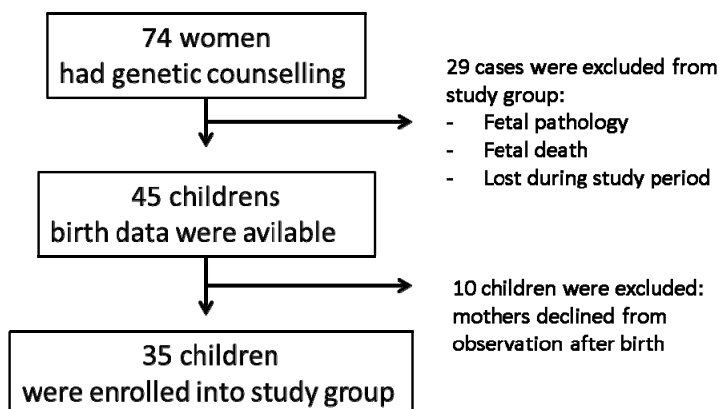 74 women
had genetic counselling
29 cases were excluded from
study group:
- Fetal pathology
- Fetal death
- Lost during study period
45 childrens
birth data were avilable
10 children were excluded:
mothers declined from
observation after birth
35 children
were enrolled into study group